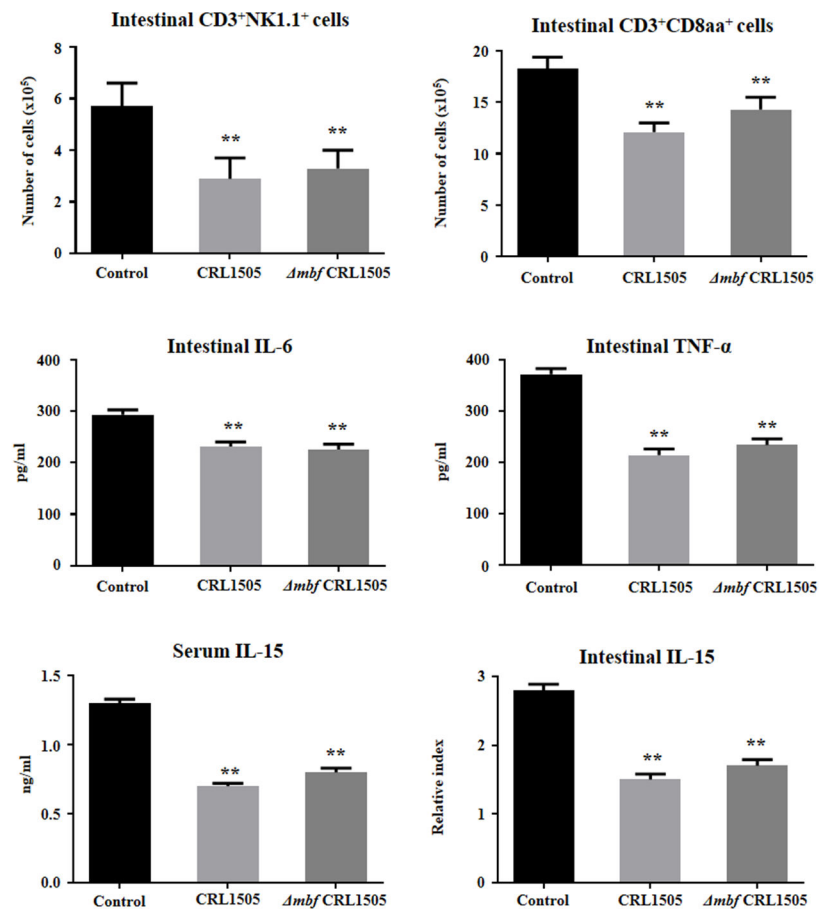 Intestinal CD3⁺NK1.1⁺ cells
Number of cells (x10⁵)
8
6
4
2
0
**
**
Control
CRL1505
Δmbf CRL1505
Intestinal CD3⁺CD8aa⁺ cells
Number of cells (x10⁵)
20
15
10
5
0
**
**
Control
CRL1505
Δmbf CRL1505
Intestinal IL-6
pg/ml
400
300
200
100
0
**
**
Control
CRL1505
Δmbf CRL1505
Intestinal TNF-α
pg/ml
400
300
200
100
0
**
**
Control
CRL1505
Δmbf CRL1505
Serum IL-15
ng/ml
1.5
1.0
0.5
0.0
**
**
Control
CRL1505
Δmbf CRL1505
Intestinal IL-15
Relative index
3
2
1
0
**
**
Control
CRL1505
Δmbf CRL1505